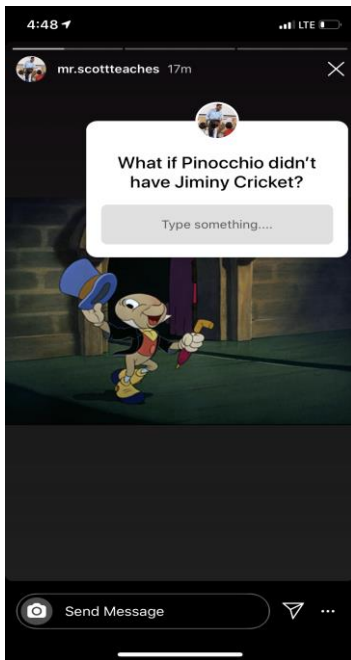 4:48 LTE
mr.scottteaches 17m
What if Pinocchio didn't
have Jiminy Cricket?
Type something....
Send Message